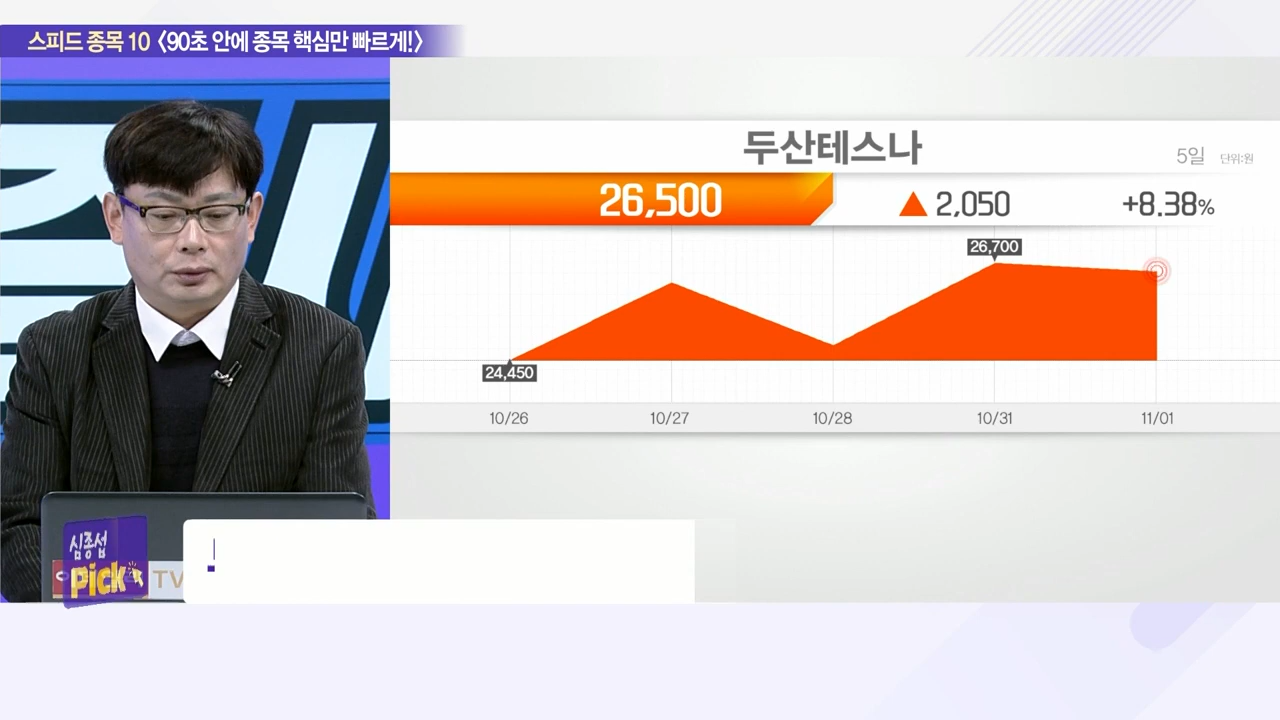 스피드 종목 10 〈90초 안에 종목 핵심만 빠르게!〉
두산테스나
5일 단위:원
26,500 ▲ 2,050 +8.38%
26,700
24,450
10/26 10/27 10/28 10/31 11/01
심종섭
Pick
TV